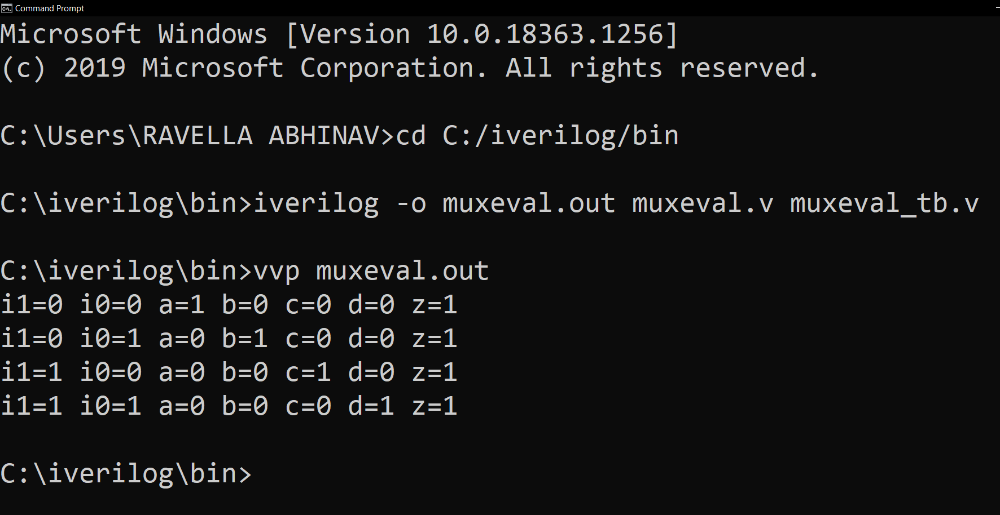 Command Prompt
Microsoft Windows [Version 10.0.18363.1256]
(c) 2019 Microsoft Corporation. All rights reserved.
C:\Users\RAVELLA ABHINAV>cd C:/iverilog/bin
C:\iverilog\bin>iverilog -o muxeval.out muxeval.v muxeval_tb.v
C:\iverilog\bin>vvp muxeval.out
i1=0 i0=0 a=1 b=0 c=0 d=0 z=1
i1=0 i0=1 a=0 b=1 c=0 d=0 z=1
i1=1 i0=0 a=0 b=0 c=1 d=0 z=1
i1=1 i0=1 a=0 b=0 c=0 d=1 z=1
C:\iverilog\bin>